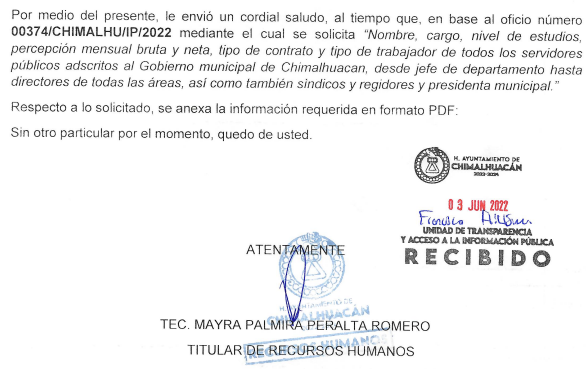 Por medio del presente, le envió un cordial saludo, al tiempo que, en base al oficio número
00374/CHIMALHU/IP/2022 mediante el cual se solicita "Nombre, cargo, nivel de estudios,
percepción mensual bruta y neta, tipo de contrato y tipo de trabajador de todos los servidores
públicos adscritos al Gobierno municipal de Chimalhuacan, desde jefe de departamento hasta
directores de todas las áreas, así como también sindicos y regidores y presidenta municipal."
Respecto a lo solicitado, se anexa la información requerida en formato PDF:
Sin otro particular por el momento, quedo de usted.
H. AYUNTAMIENTO DE
CHIMALHUACÁN
2022-2024
03 JUN 2022
Francisco
UNIDAD DE TRANSPARENCIA
Y ACCESO A LA INFORMACIÓN PÚBLICA
RECIBIDO
ATENTAMENTE
H. AYUNTAMIENTO DE
CHIMALHUACÁN
TEC. MAYRA PALMIRA PERALTA ROMERO
TITULAR DE RECURSOS HUMANOS
RECURSOS HUMANOS